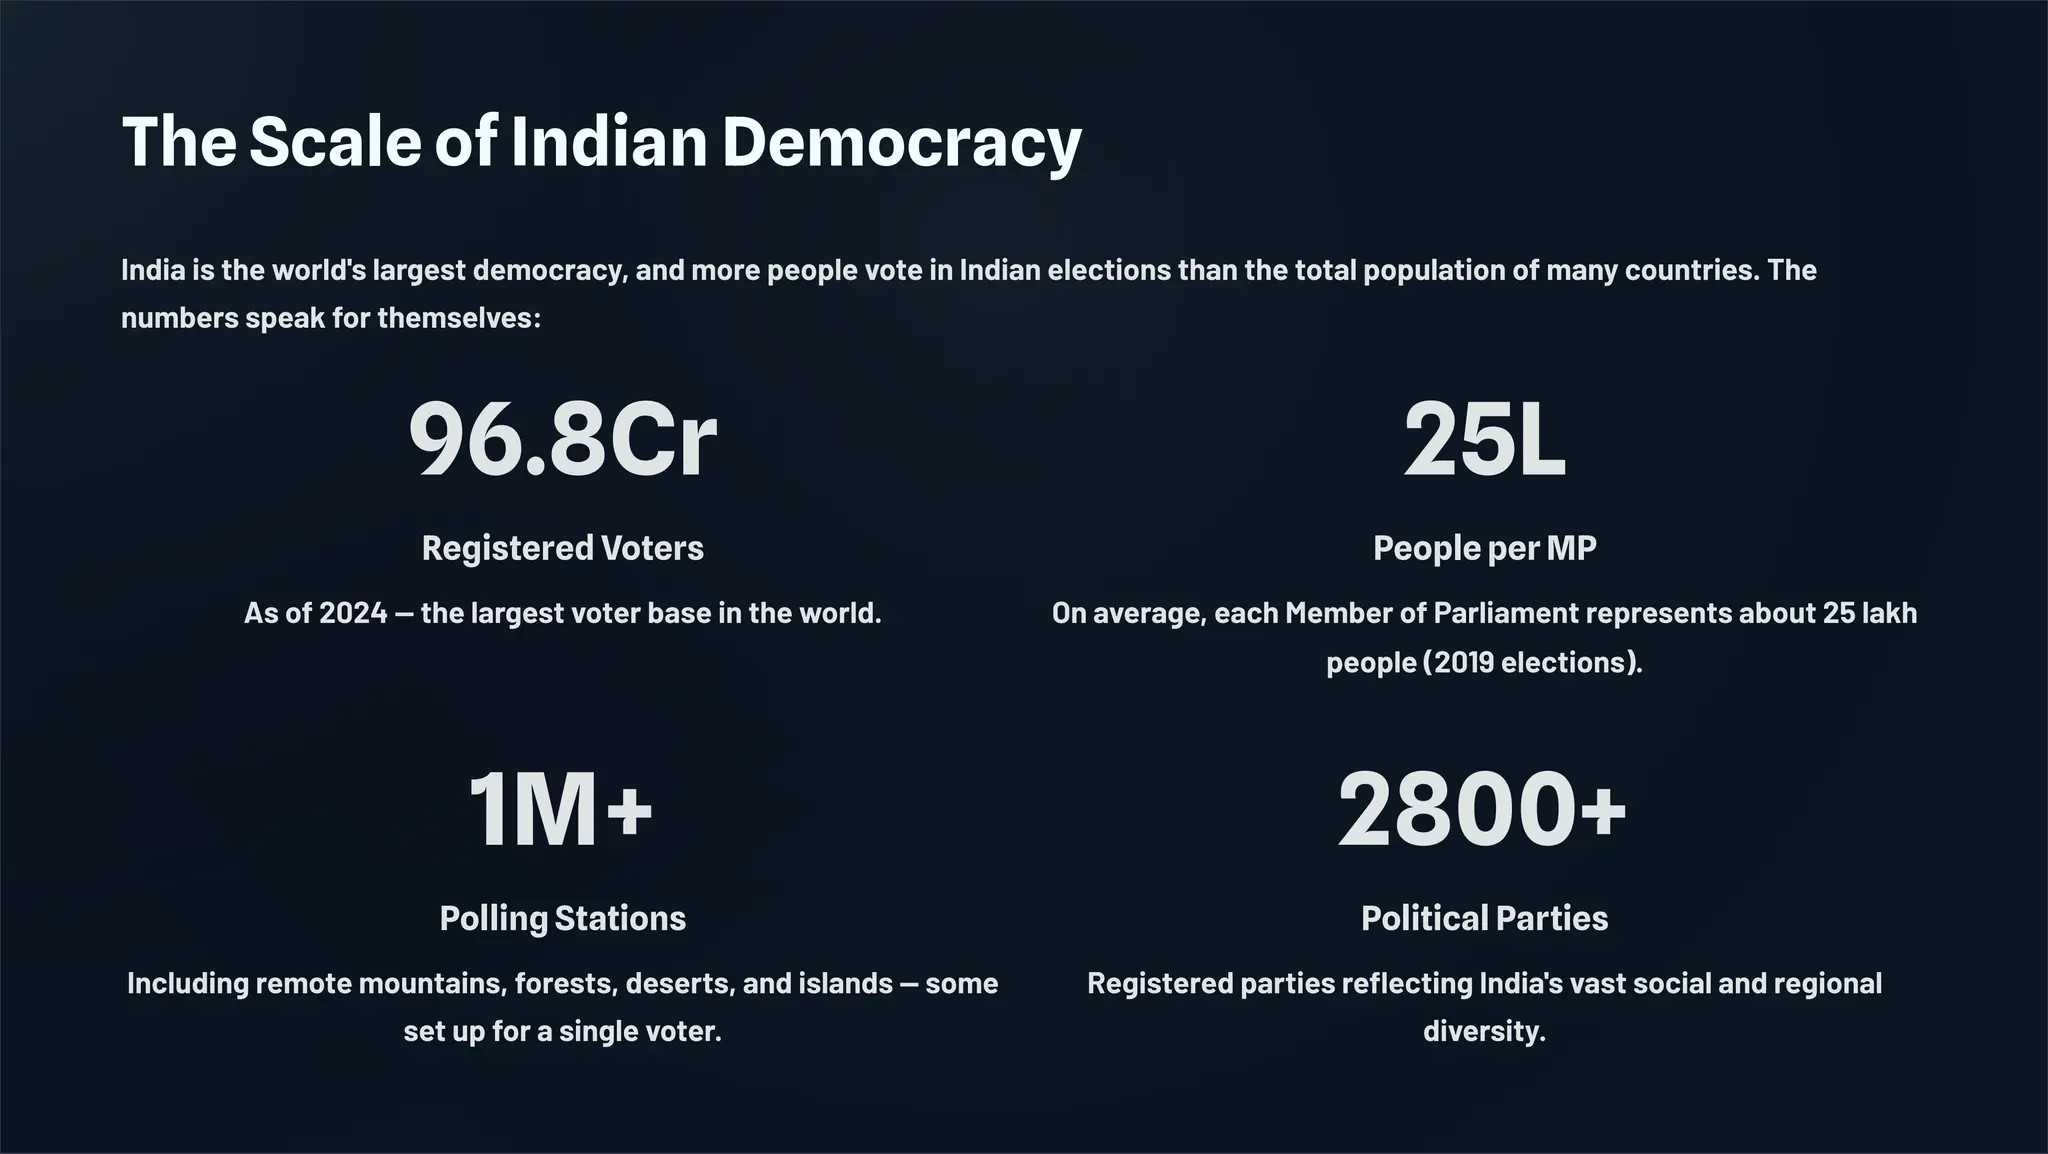 The Scale of Indian Democracy
India is the world's largest democracy, and more people vote in Indian elections than the total population of many countries. The
numbers speak for themselves:
96.8Cr
Registered Voters
As of 2024 – the largest voter base in the world.
25L
People per MP
On average, each Member of Parliament represents about 25 lakh
people (2019 elections).
1M+
Polling Stations
Including remote mountains, forests, deserts, and islands – some
set up for a single voter.
2800+
Political Parties
Registered parties reflecting India's vast social and regional
diversity.